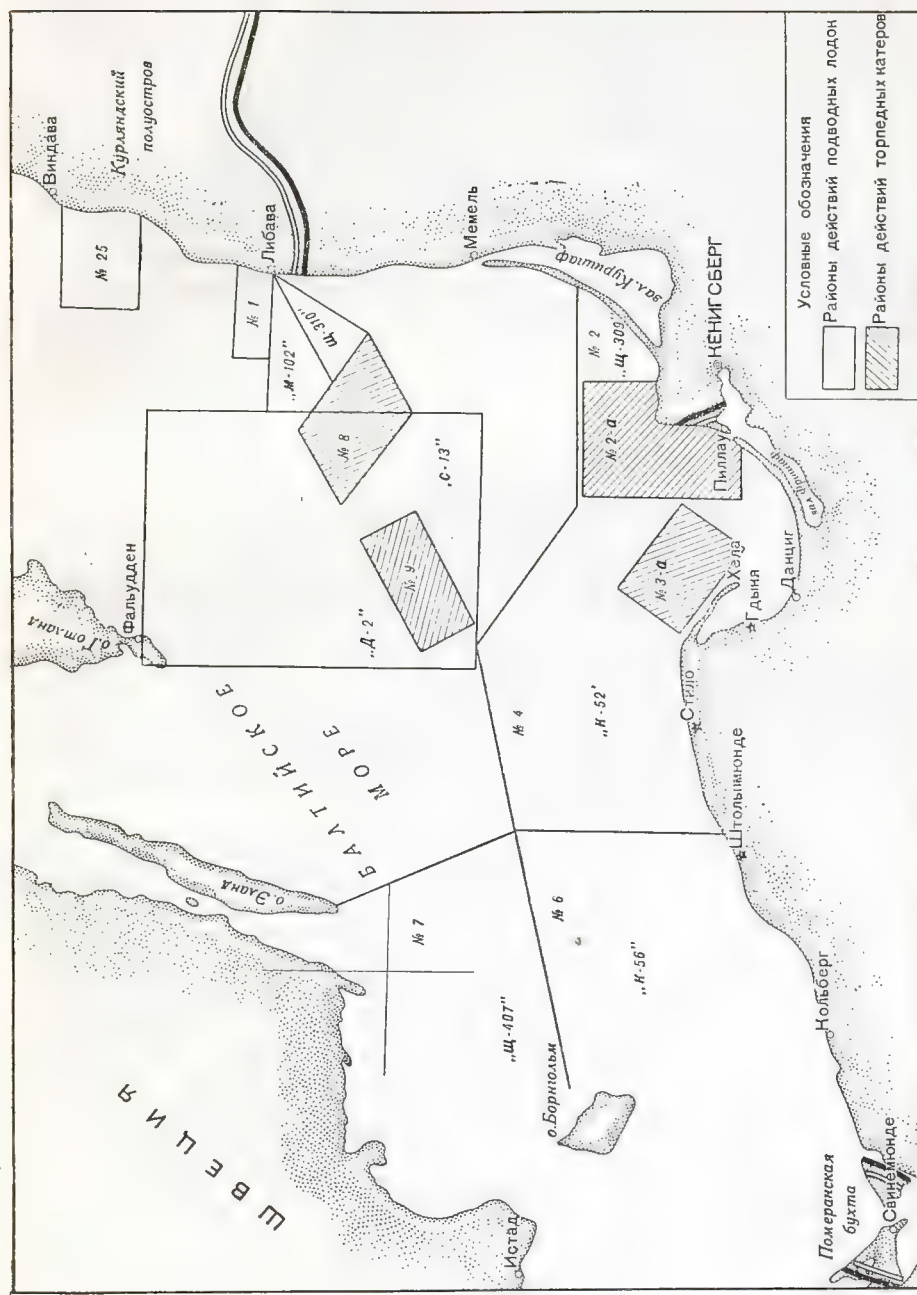 ШВЕЦИЯ
о. Эланд
о. Готланд
Фальудден
Виндава
Курляндский
полуостров
№ 25
№ 1
Либава
„М-102"
Щ-310"
№ 8
„С-13"
№ 9
„Д-2"
БАЛТИЙСКОЕ
МОРЕ
Мемель
зал. Куришгаф
№ 2
„Щ-309"
№ 2-а
КЕНИГСБЕРГ
Пиллау
№ 3-а
Хела
Гдыня
Данциг
Стило
Штольпмюнде
№ 4
„К-52'
№ 7
„Щ-407"
№ 6
„К-56"
о. Борнгольм
Истад
Кольберг
Померанская
бухта
Свинемюнде
Условные обозначения
Районы действий подводных лодок
Районы действий торпедных катеров